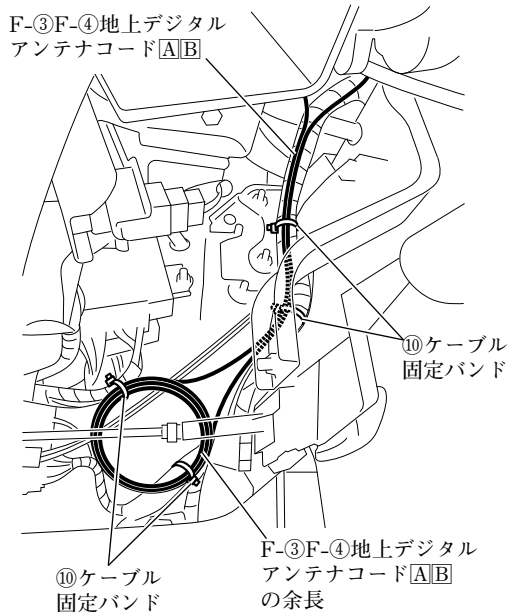 F-③F-④地上デジタル
アンテナコード🄰🄱
⑩ケーブル
固定バンド
⑩ケーブル
固定バンド
F-③F-④地上デジタル
アンテナコード🄰🄱
の余長